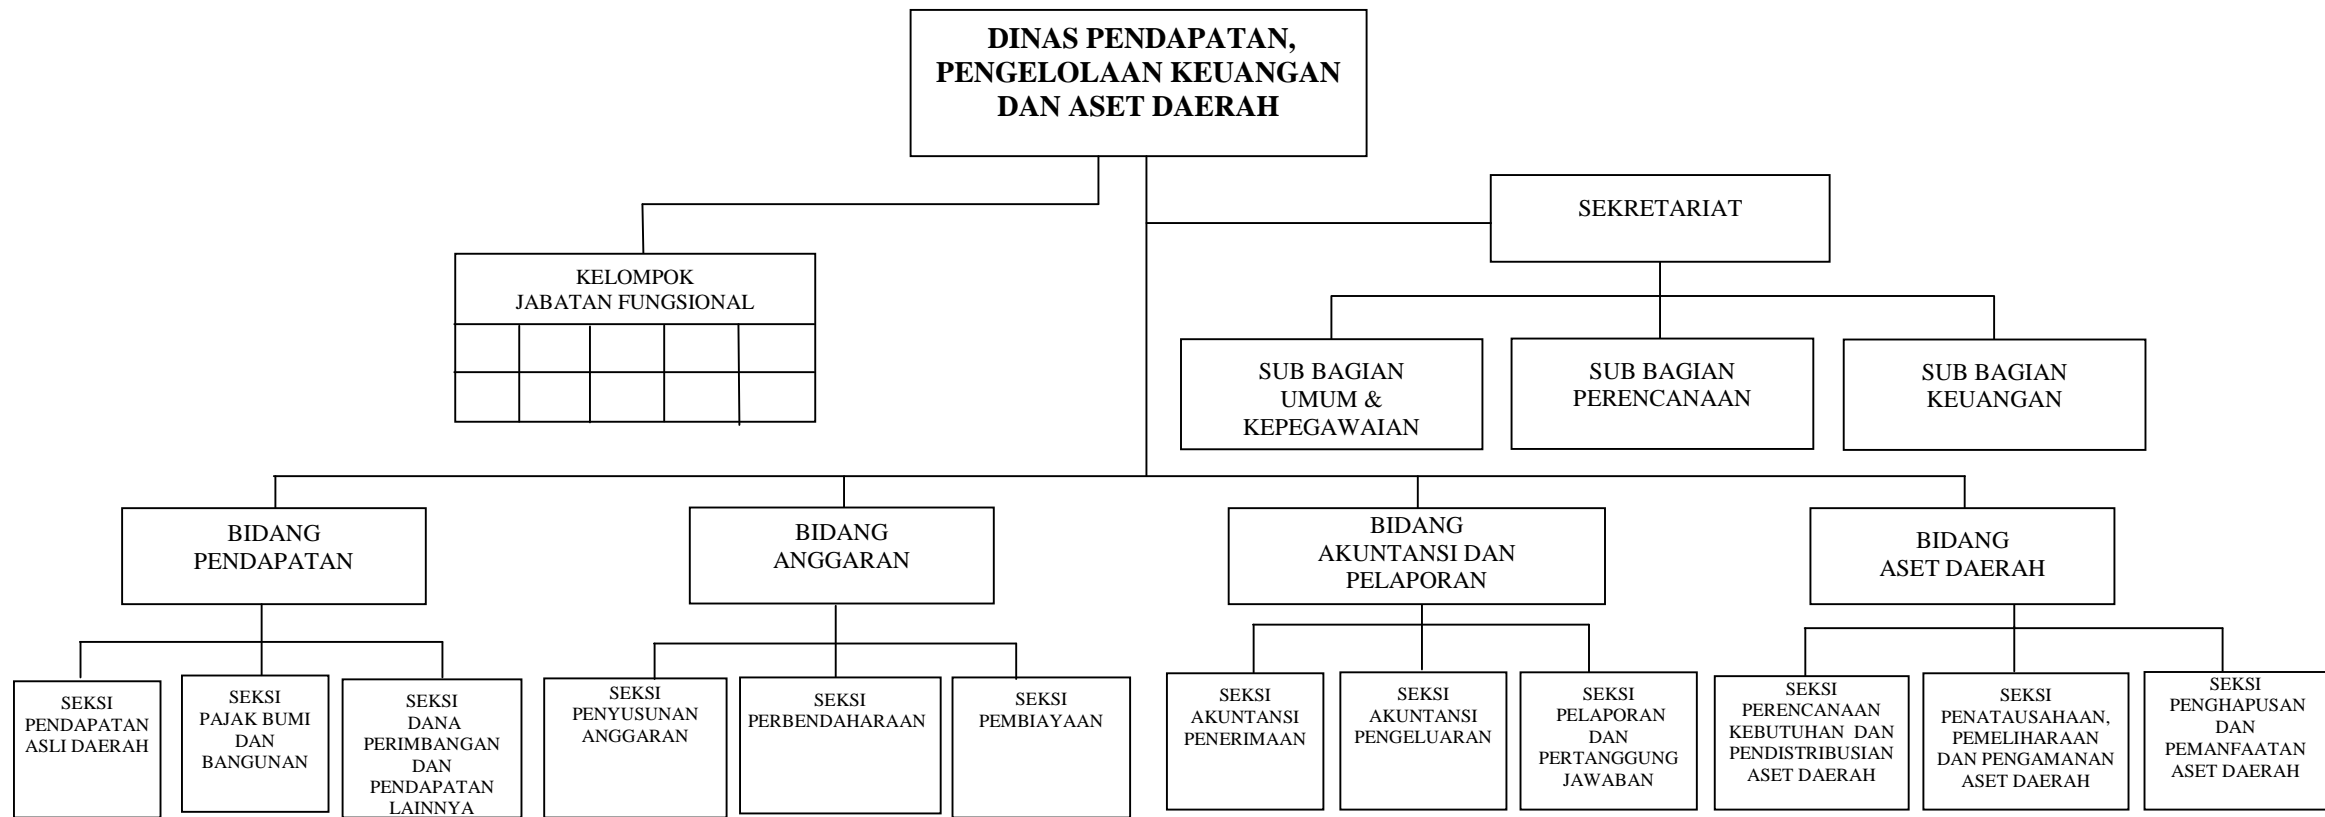 DINAS PENDAPATAN,
PENGELOLAAN KEUANGAN
DAN ASET DAERAH
SEKRETARIAT
KELOMPOK
JABATAN FUNGSIONAL
SUB BAGIAN
UMUM &
KEPEGAWAIAN
SUB BAGIAN
PERENCANAAN
SUB BAGIAN
KEUANGAN
BIDANG
PENDAPATAN
BIDANG
ANGGARAN
BIDANG
AKUNTANSI DAN
PELAPORAN
BIDANG
ASET DAERAH
SEKSI
PENDAPATAN
ASLI DAERAH
SEKSI
PAJAK BUMI
DAN
BANGUNAN
SEKSI
DANA
PERIMBANGAN
DAN
PENDAPATAN
LAINNYA
SEKSI
PENYUSUNAN
ANGGARAN
SEKSI
PERBENDAHARAAN
SEKSI
PEMBIAYAAN
SEKSI
AKUNTANSI
PENERIMAAN
SEKSI
AKUNTANSI
PENGELUARAN
SEKSI
PELAPORAN
DAN
PERTANGGUNG
JAWABAN
SEKSI
PERENCANAAN
KEBUTUHAN DAN
PENDISTRIBUSIAN
ASET DAERAH
SEKSI
PENATAUSAHAAN,
PEMELIHARAAN
DAN PENGAMANAN
ASET DAERAH
SEKSI
PENGHAPUSAN
DAN
PEMANFAATAN
ASET DAERAH